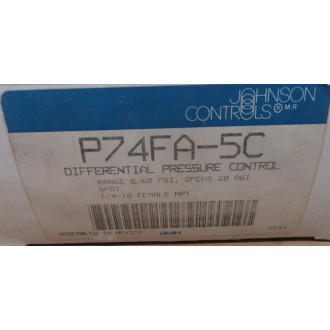 JOHNSON
CONTROLS ® M.R
P74FA-5C
DIFFERENTIAL PRESSURE CONTROL
RANGE 8/60 PSI, OPENS 20 PSI
SPDT
1/4-18 FEMALE NPT
ASSEMBLED IN MEXICO